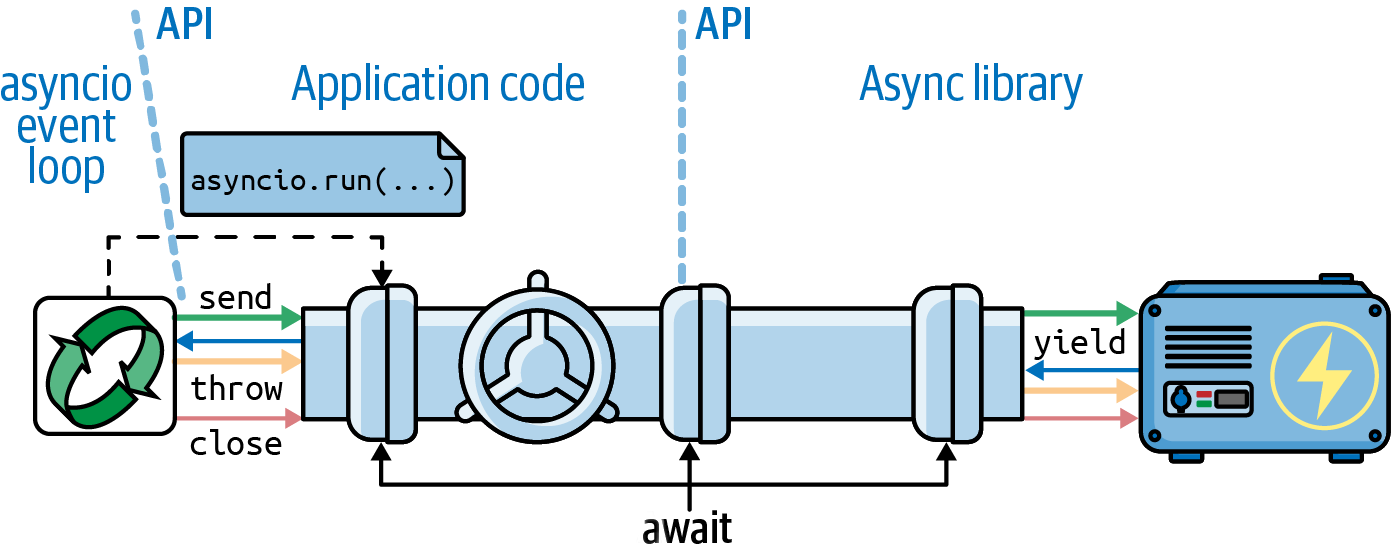 API
API
asyncio
event
loop
Application code
Async library
asyncio.run(...)
send
throw
close
yield
await